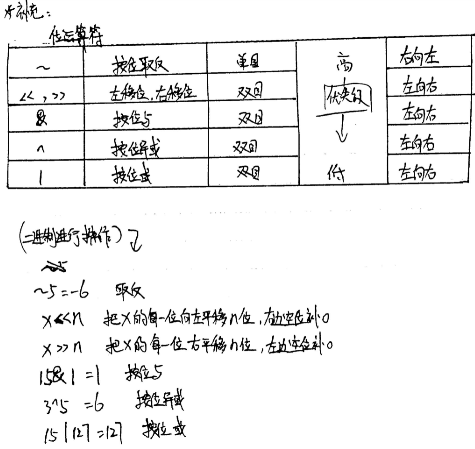 补充:
位运算符
~ 按位取反 单目 高 右向左
<<,>> 左移位,右移位 双目 优先级 左向右
& 按位与 双目 ↓ 左向右
^ 按位异或 双目 左向右
| 按位或 双目 低 左向右
(二进制进行操作)
~5=-6 取反
x<<n 把x的每一位向左平移n位,右边空位补0
x>>n 把x的每一位右平移n位,左边空位补0
15&1=1 按位与
3^5=6 按位异或
15|127=127 按位或